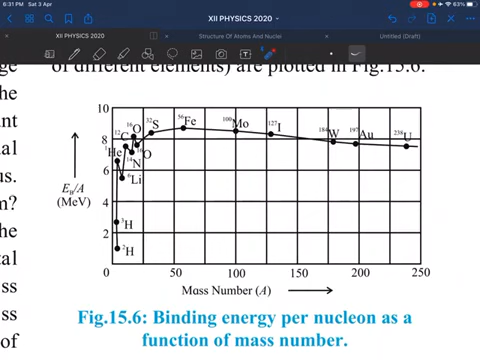 6:31 PM Sat 3 Apr
XII PHYSICS 2020
63%
XII PHYSICS 2020
Structure Of Atoms And Nuclei
Untitled (Draft)
ge
of different elements) are plotted in Fig.15.6.
he
nt
al
us.
m?
he
tal
ss
ss
of
10
8
6
4
2
E_B/A
(MeV)
¹²C
¹⁶O
³²S
⁵⁶Fe
¹⁰⁰Mo
¹²⁷I
¹⁸⁴W
¹⁹⁷Au
²³⁸U
He
¹⁸O
¹⁴N
⁶Li
³H
²H
0 50 100 150 200 250
Mass Number (A)
Fig.15.6: Binding energy per nucleon as a
function of mass number.